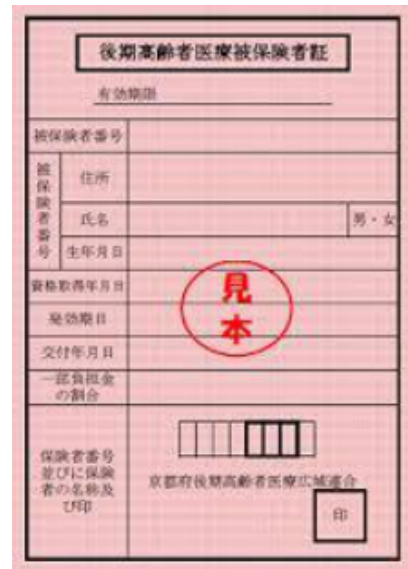 後期高齢者医療被保険者証
有効期限
被保険者番号
被保険者番号
住所
氏名
男・女
生年月日
資格取得年月日
発効期日
交付年月日
一部負担金
の割合
見本
保険者番号
並びに保険
者の名称及
び印
京都府後期高齢者医療広域連合
印